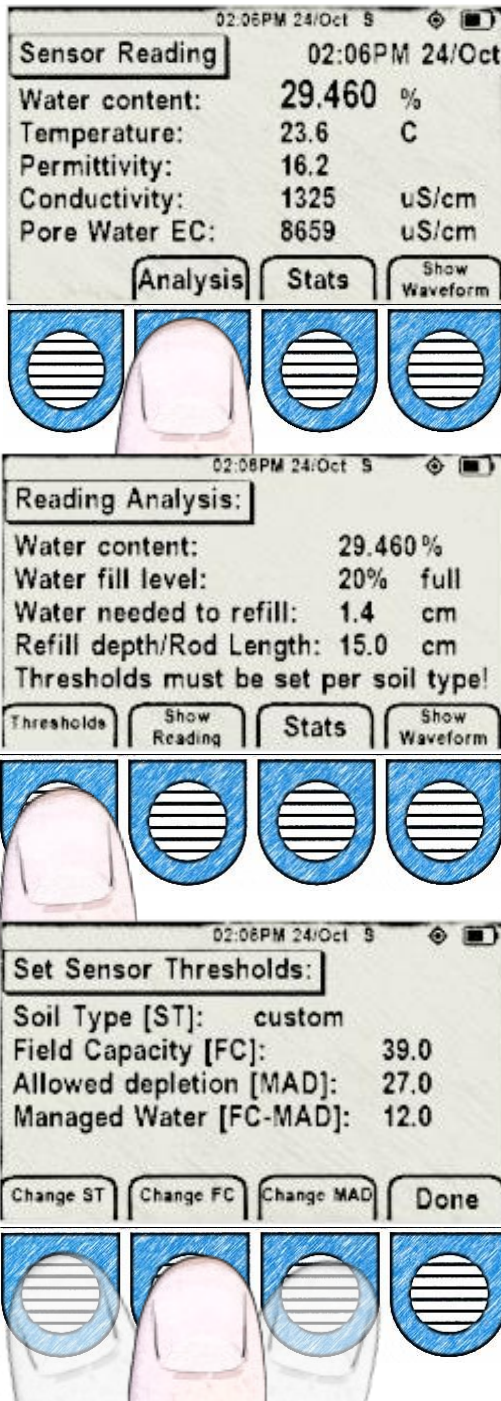 02:06PM 24/Oct S
Sensor Reading 02:06PM 24/Oct
Water content: 29.460 %
Temperature: 23.6 C
Permittivity: 16.2
Conductivity: 1325 uS/cm
Pore Water EC: 8659 uS/cm
Analysis Stats Show Waveform
02:06PM 24/Oct S
Reading Analysis:
Water content: 29.460%
Water fill level: 20% full
Water needed to refill: 1.4 cm
Refill depth/Rod Length: 15.0 cm
Thresholds must be set per soil type!
Thresholds Show Reading Stats Show Waveform
02:06PM 24/Oct S
Set Sensor Thresholds:
Soil Type [ST]: custom
Field Capacity [FC]: 39.0
Allowed depletion [MAD]: 27.0
Managed Water [FC-MAD]: 12.0
Change ST Change FC Change MAD Done